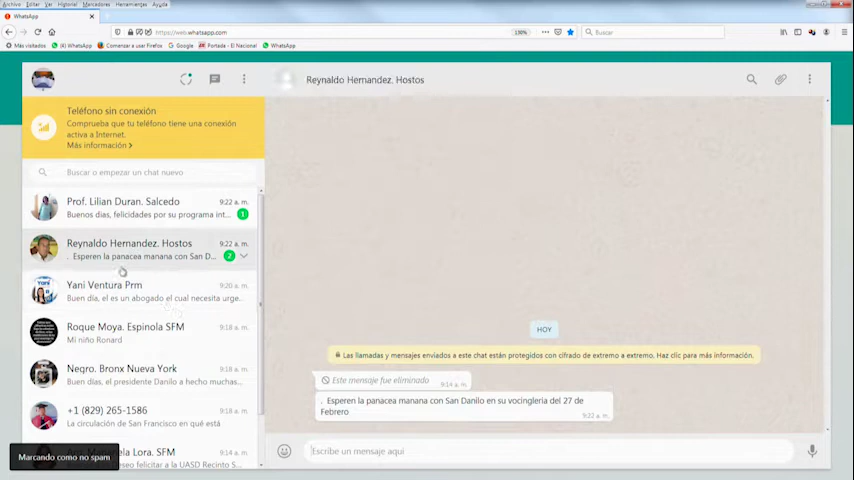 Archivo Editar Ver Historial Marcadores Herramientas Ayuda
WhatsApp
https://web.whatsapp.com
130%
Buscar
Más visitados (4) WhatsApp Comenzar a usar Firefox Google Portada - El Nacional WhatsApp
Teléfono sin conexión
Comprueba que tu teléfono tiene una conexión
activa a Internet.
Más información
Buscar o empezar un chat nuevo
Prof. Lilian Duran. Salcedo 9:22 a. m.
Buenos días, felicidades por su programa int... 1
Reynaldo Hernandez. Hostos 9:22 a. m.
. Esperen la panacea manana con San D... 2
Yani Ventura Prm 9:20 a. m.
Buen día, el es un abogado el cual necesita urge...
Roque Moya. Espinola SFM 9:18 a. m.
Mi niño Ronard
Negro. Bronx Nueva York 9:18 a. m.
Buen días, el presidente Danilo a hecho muchas...
+1 (829) 265-1586 9:18 a. m.
La circulación de San Francisco en qué está
Lora. SFM 9:14 a. m.
seo felicitar a la UASD Recinto S...
Marcando como no spam
Reynaldo Hernandez. Hostos
HOY
Las llamadas y mensajes enviados a este chat están protegidos con cifrado de extremo a extremo. Haz clic para más información.
Este mensaje fue eliminado 9:14 a. m.
. Esperen la panacea manana con San Danilo en su vocingleria del 27 de
Febrero 9:22 a. m.
Escribe un mensaje aquí